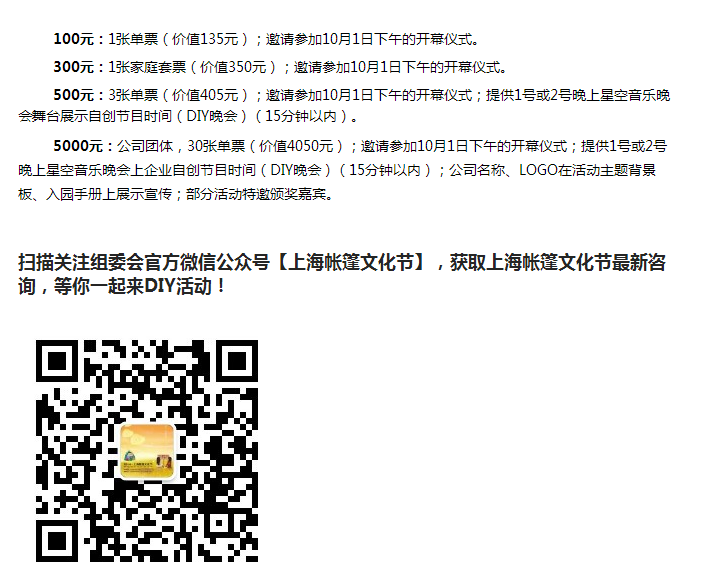 100元：1张单票（价值135元）；邀请参加10月1日下午的开幕仪式。
300元：1张家庭套票（价值350元）；邀请参加10月1日下午的开幕仪式。
500元：3张单票（价值405元）；邀请参加10月1日下午的开幕仪式；提供1号或2号晚上星空音乐晚
会舞台展示自创节目时间（DIY晚会）（15分钟以内）。
5000元：公司团体，30张单票（价值4050元）；邀请参加10月1日下午的开幕仪式；提供1号或2号
晚上星空音乐晚会上企业自创节目时间（DIY晚会）（15分钟以内）；公司名称、LOGO在活动主题背景
板、入园手册上展示宣传；部分活动特邀颁奖嘉宾。
扫描关注组委会官方微信公众号【上海帐篷文化节】，获取上海帐篷文化节最新咨
询，等你一起来DIY活动！